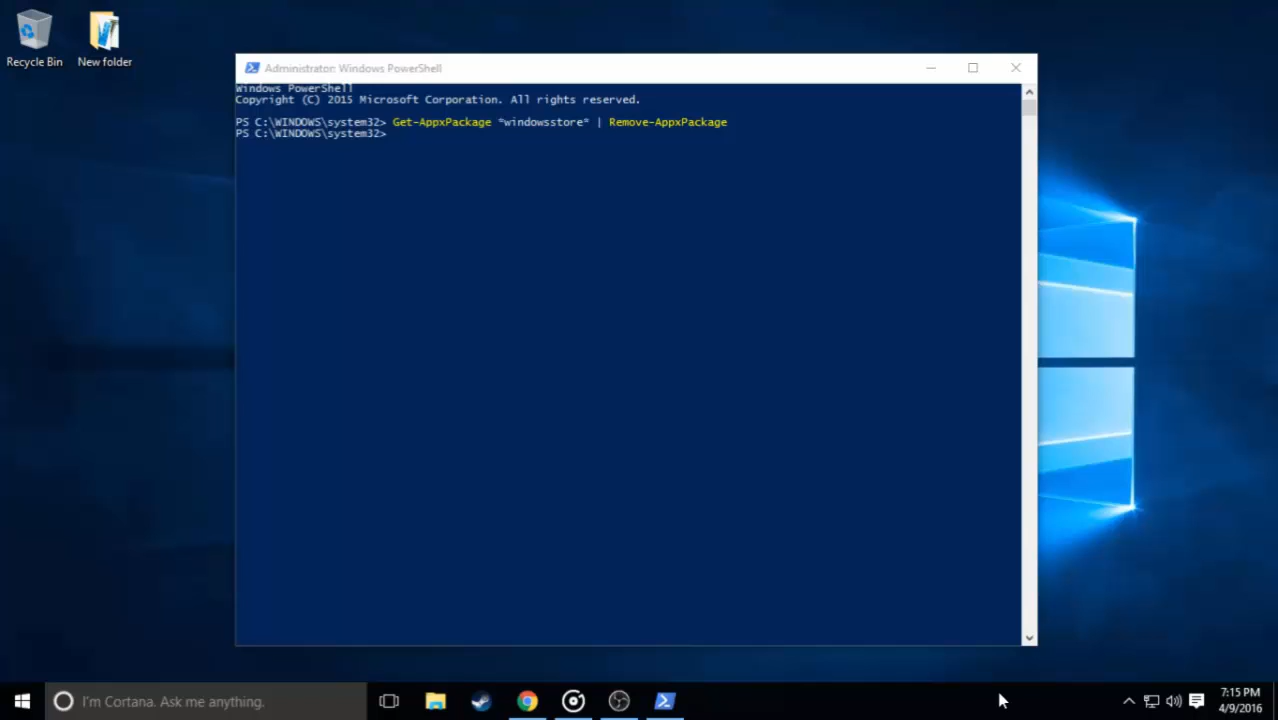 Recycle Bin
New folder
Administrator: Windows PowerShell
Windows PowerShell
Copyright (C) 2015 Microsoft Corporation. All rights reserved.
PS C:\WINDOWS\system32> Get-AppxPackage *windowsstore* | Remove-AppxPackage
PS C:\WINDOWS\system32>
I'm Cortana. Ask me anything.
7:15 PM
4/9/2016